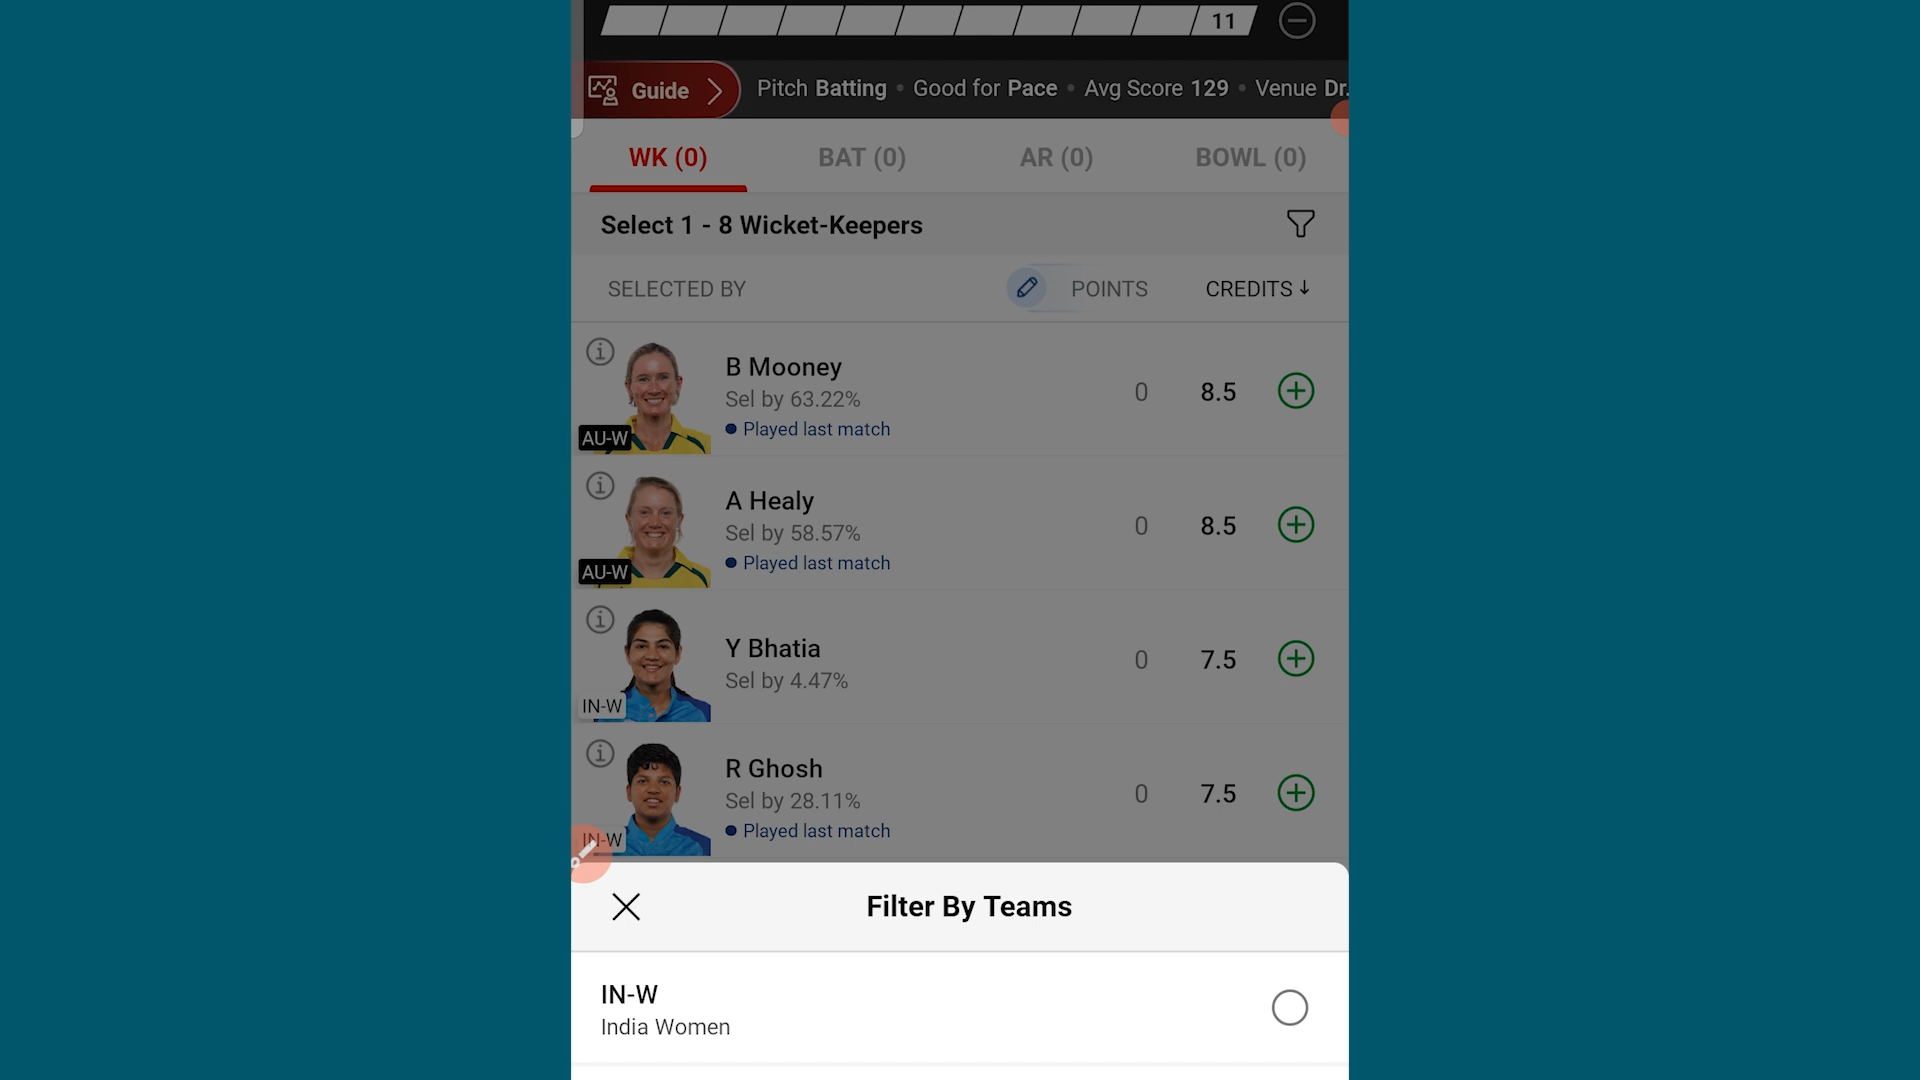 11
Guide
Pitch Batting • Good for Pace • Avg Score 129 • Venue Dr.
WK (0)
BAT (0)
AR (0)
BOWL (0)
Select 1 - 8 Wicket-Keepers
SELECTED BY
POINTS
CREDITS ↓
B Mooney
Sel by 63.22%
Played last match
AU-W
0
8.5
A Healy
Sel by 58.57%
Played last match
AU-W
0
8.5
Y Bhatia
Sel by 4.47%
IN-W
0
7.5
R Ghosh
Sel by 28.11%
Played last match
IN-W
0
7.5
Filter By Teams
IN-W
India Women